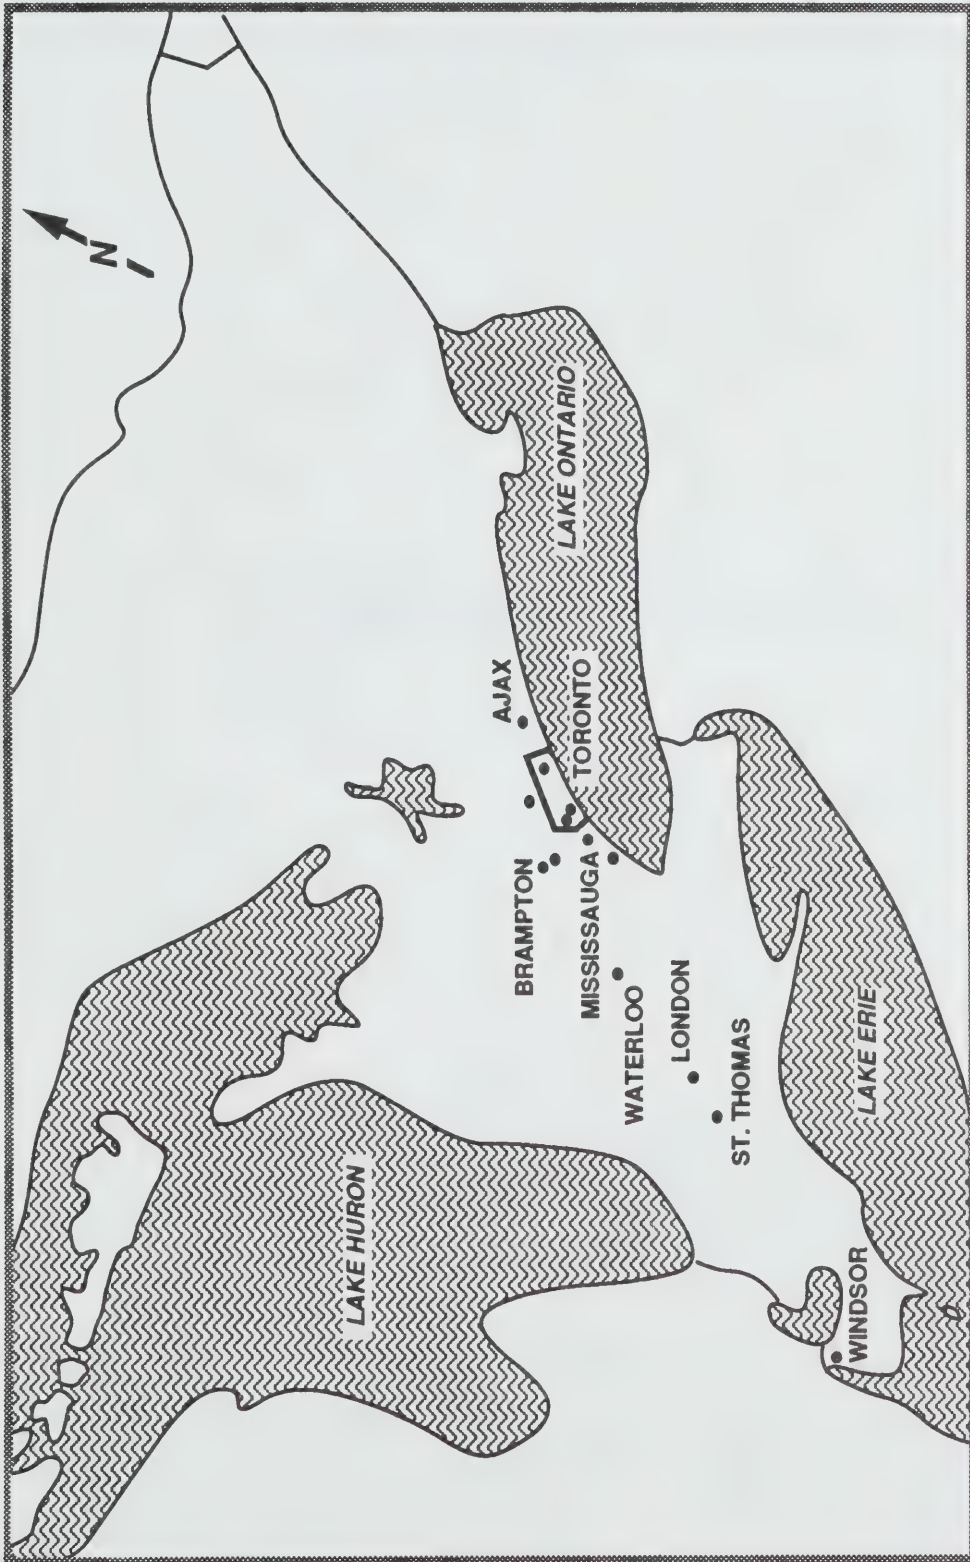 N
LAKE HURON
LAKE ONTARIO
AJAX
TORONTO
BRAMPTON
MISSISSAUGA
WATERLOO
LONDON
ST. THOMAS
LAKE ERIE
WINDSOR